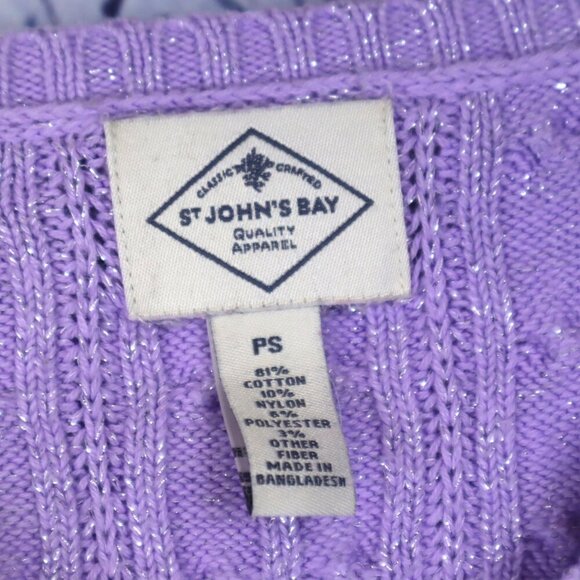 CLASSIC CRAFTED
ST JOHN'S BAY
QUALITY
APPAREL
PS
81%
COTTON
10%
NYLON
6%
POLYESTER
3%
OTHER
FIBER
MADE IN
BANGLADESH